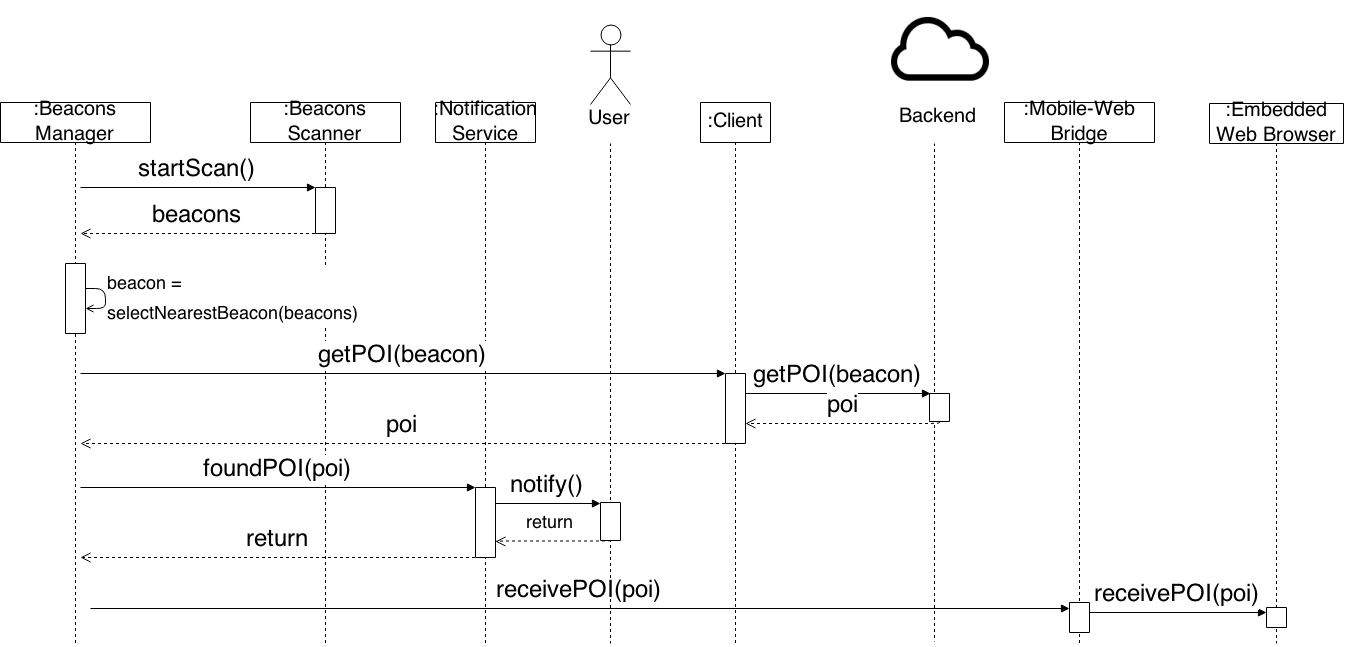 :Beacons
Manager
:Beacons
Scanner
:Notification
Service
User
:Client
Backend
:Mobile-Web
Bridge
:Embedded
Web Browser
startScan()
beacons
beacon =
selectNearestBeacon(beacons)
getPOI(beacon)
getPOI(beacon)
poi
poi
foundPOI(poi)
notify()
return
return
receivePOI(poi)
receivePOI(poi)